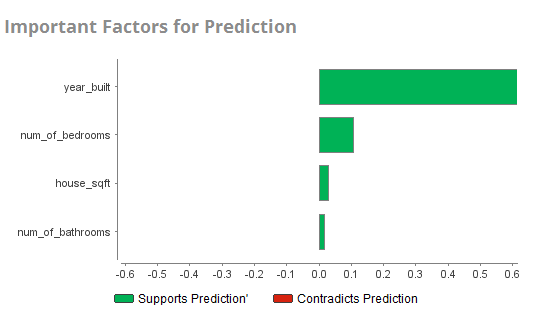 Important Factors for Prediction
year_built
num_of_bedrooms
house_sqft
num_of_bathrooms
-0.6 -0.5 -0.4 -0.3 -0.2 -0.1 0.0 0.1 0.2 0.3 0.4 0.5 0.6
Supports Prediction' Contradicts Prediction